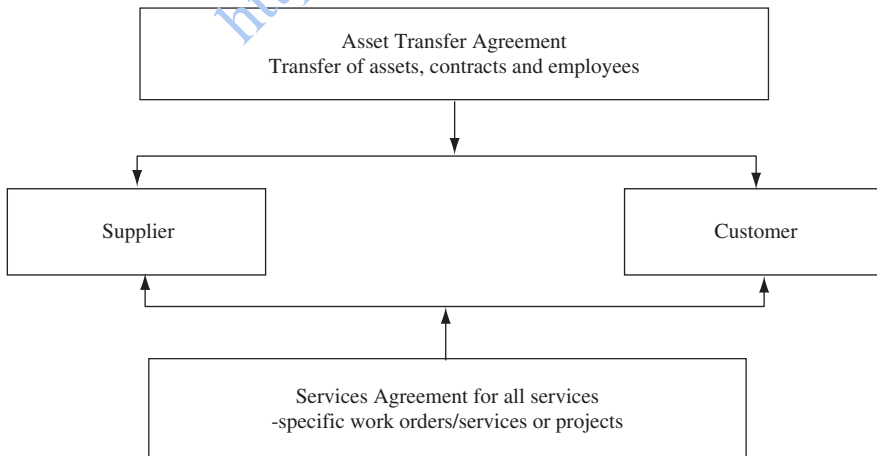 Asset Transfer Agreement
Transfer of assets, contracts and employees
Supplier
Customer
Services Agreement for all services
-specific work orders/services or projects